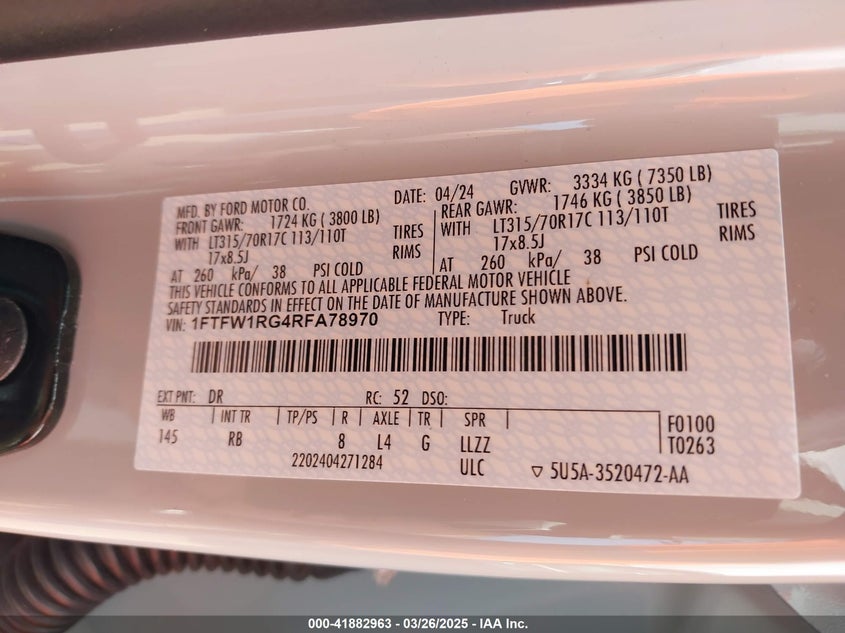 MFD. BY FORD MOTOR CO. DATE: 04/24 GVWR: 3334 KG ( 7350 LB)
FRONT GAWR: 1724 KG ( 3800 LB) REAR GAWR: 1746 KG ( 3850 LB)
WITH LT315/70R17C 113/110T TIRES WITH LT315/70R17C 113/110T TIRES
17x8.5J RIMS 17x8.5J RIMS
AT 260 kPa/ 38 PSI COLD AT 260 kPa/ 38 PSI COLD
THIS VEHICLE CONFORMS TO ALL APPLICABLE FEDERAL MOTOR VEHICLE
SAFETY STANDARDS IN EFFECT ON THE DATE OF MANUFACTURE SHOWN ABOVE.
VIN: 1FTFW1RG4RFA78970 TYPE: Truck
EXT PNT: DR RC: 52 DSO:
WB INT TR TP/PS R AXLE TR SPR F0100
145 RB 8 L4 G LLZZ T0263
2202404271284 ULC 5U5A-3520472-AA
000-41882963 - 03/26/2025 - IAA Inc.